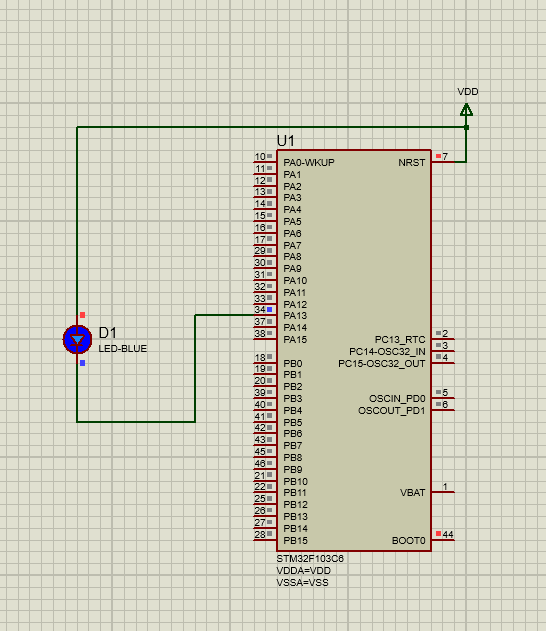 VDD
U1
10 PA0-WKUP NRST 7
11 PA1
12 PA2
13 PA3
14 PA4
15 PA5
16 PA6
17 PA7
29 PA8
30 PA9
31 PA10
32 PA11
33 PA12
34 PA13
37 PA14
38 PA15 PC13_RTC 2
PC14-OSC32_IN 3
18 PB0 PC15-OSC32_OUT 4
19 PB1
20 PB2
39 PB3 OSCIN_PD0 5
40 PB4 OSCOUT_PD1 6
41 PB5
42 PB6
43 PB7
45 PB8
46 PB9
21 PB10
22 PB11 VBAT 1
25 PB12
26 PB13
27 PB14
28 PB15 BOOT0 44
D1
LED-BLUE
STM32F103C6
VDDA=VDD
VSSA=VSS